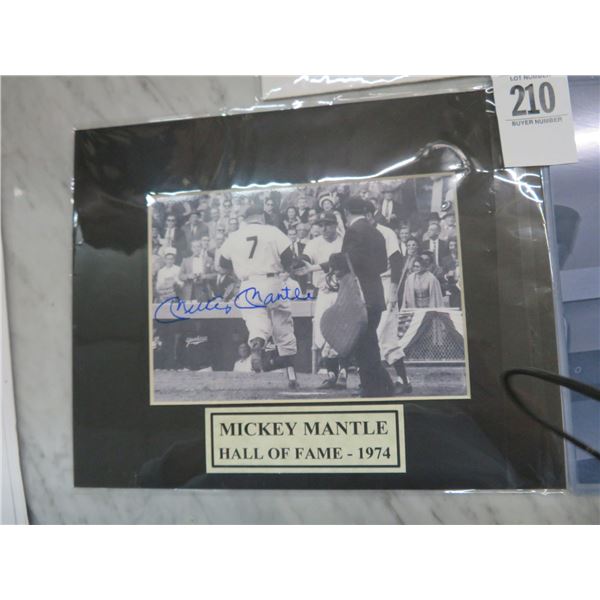 LOT NUMBER
210
BUYER NUMBER
7
Mickey Mantle
MICKEY MANTLE
HALL OF FAME - 1974